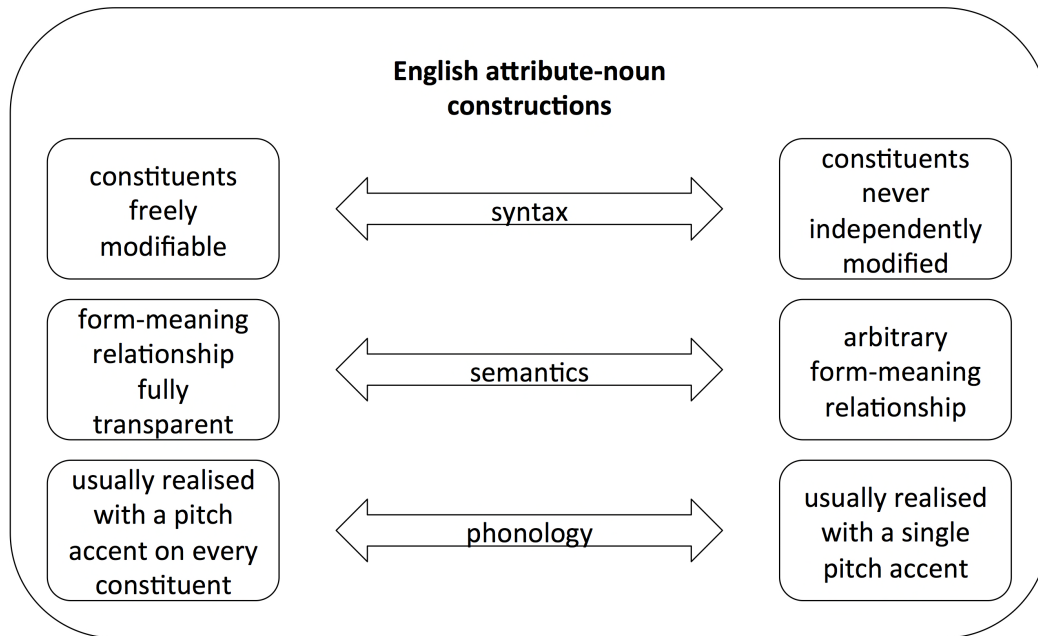 English attribute-noun
constructions
constituents
freely
modifiable
syntax
constituents
never
independently
modified
form-meaning
relationship
fully
transparent
semantics
arbitrary
form-meaning
relationship
usually realised
with a pitch
accent on every
constituent
phonology
usually realised
with a single
pitch accent